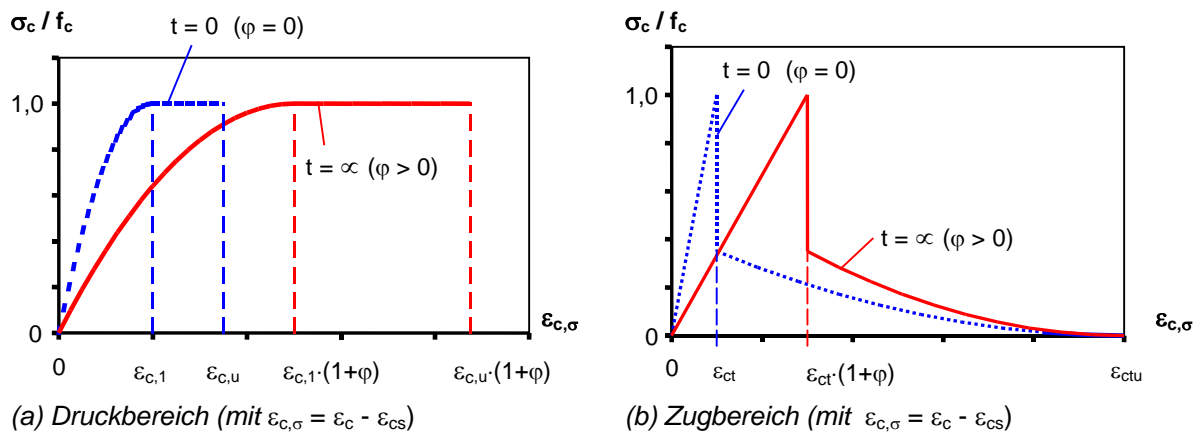 σc / fc
t = 0 (φ = 0)
1,0
t = ∝ (φ > 0)
0
εc,σ
0
εc,1
εc,u
εc,1·(1+φ)
εc,u·(1+φ)
(a) Druckbereich (mit εc,σ = εc - εcs)
σc / fc
t = 0 (φ = 0)
1,0
t = ∝ (φ > 0)
0
εc,σ
0
εct
εct·(1+φ)
εctu
(b) Zugbereich (mit εc,σ = εc - εcs)